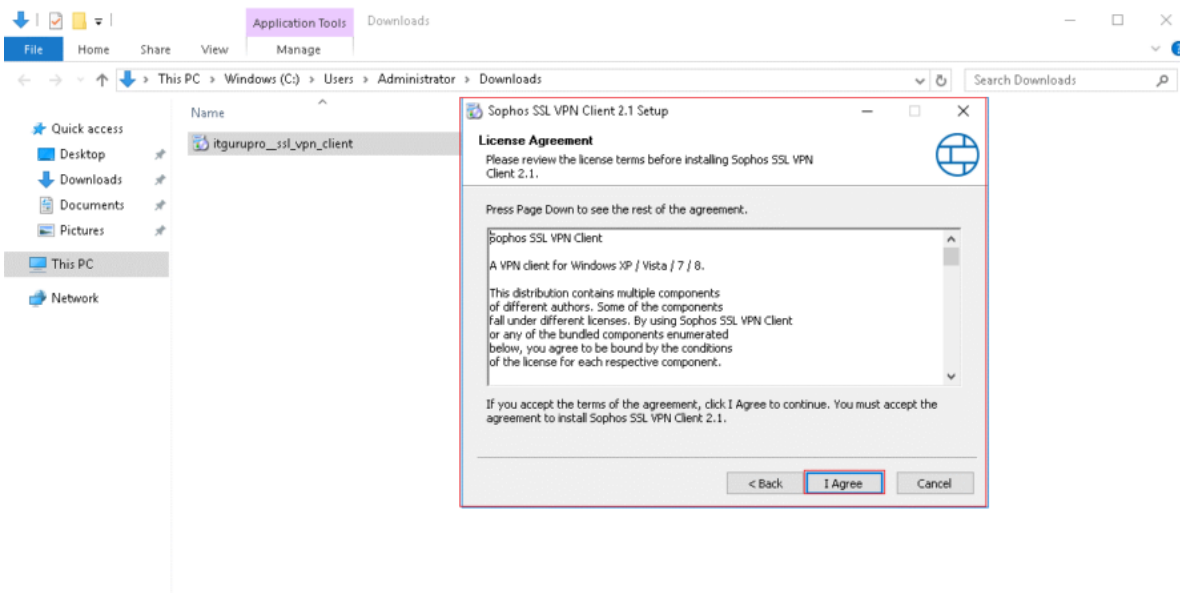 Application Tools Downloads
File Home Share View Manage
This PC > Windows (C:) > Users > Administrator > Downloads Search Downloads
Quick access
Desktop
Downloads
Documents
Pictures
This PC
Network
Name
itgurupro__ssl_vpn_client
Sophos SSL VPN Client 2.1 Setup
License Agreement
Please review the license terms before installing Sophos SSL VPN
Client 2.1.
Press Page Down to see the rest of the agreement.
Sophos SSL VPN Client
A VPN client for Windows XP / Vista / 7 / 8.
This distribution contains multiple components
of different authors. Some of the components
fall under different licenses. By using Sophos SSL VPN Client
or any of the bundled components enumerated
below, you agree to be bound by the conditions
of the license for each respective component.
If you accept the terms of the agreement, click I Agree to continue. You must accept the
agreement to install Sophos SSL VPN Client 2.1.
< Back I Agree Cancel